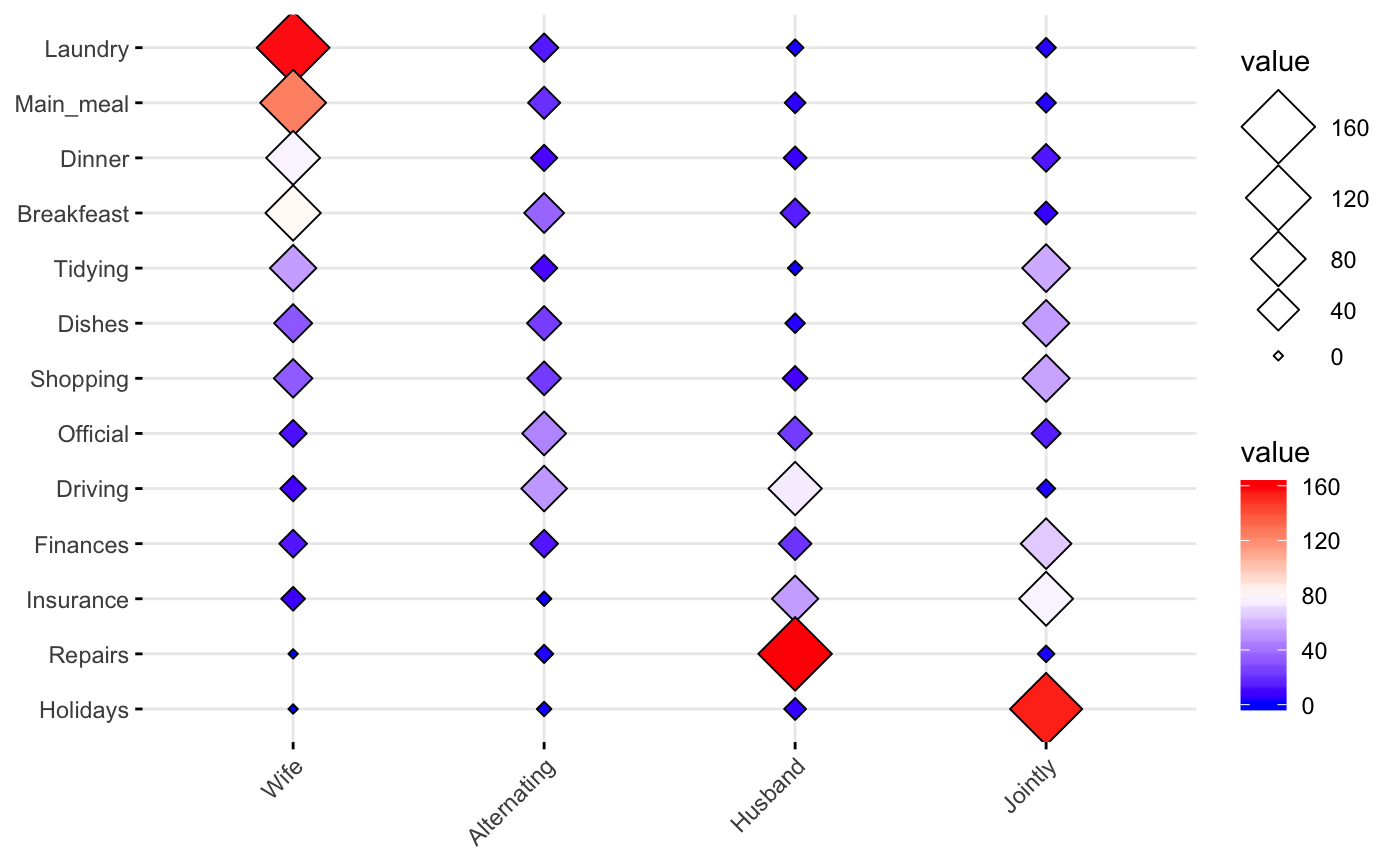 Laundry
Main_meal
Dinner
Breakfeast
Tidying
Dishes
Shopping
Official
Driving
Finances
Insurance
Repairs
Holidays
Wife
Alternating
Husband
Jointly
value
160
120
80
40
0
value
160
120
80
40
0